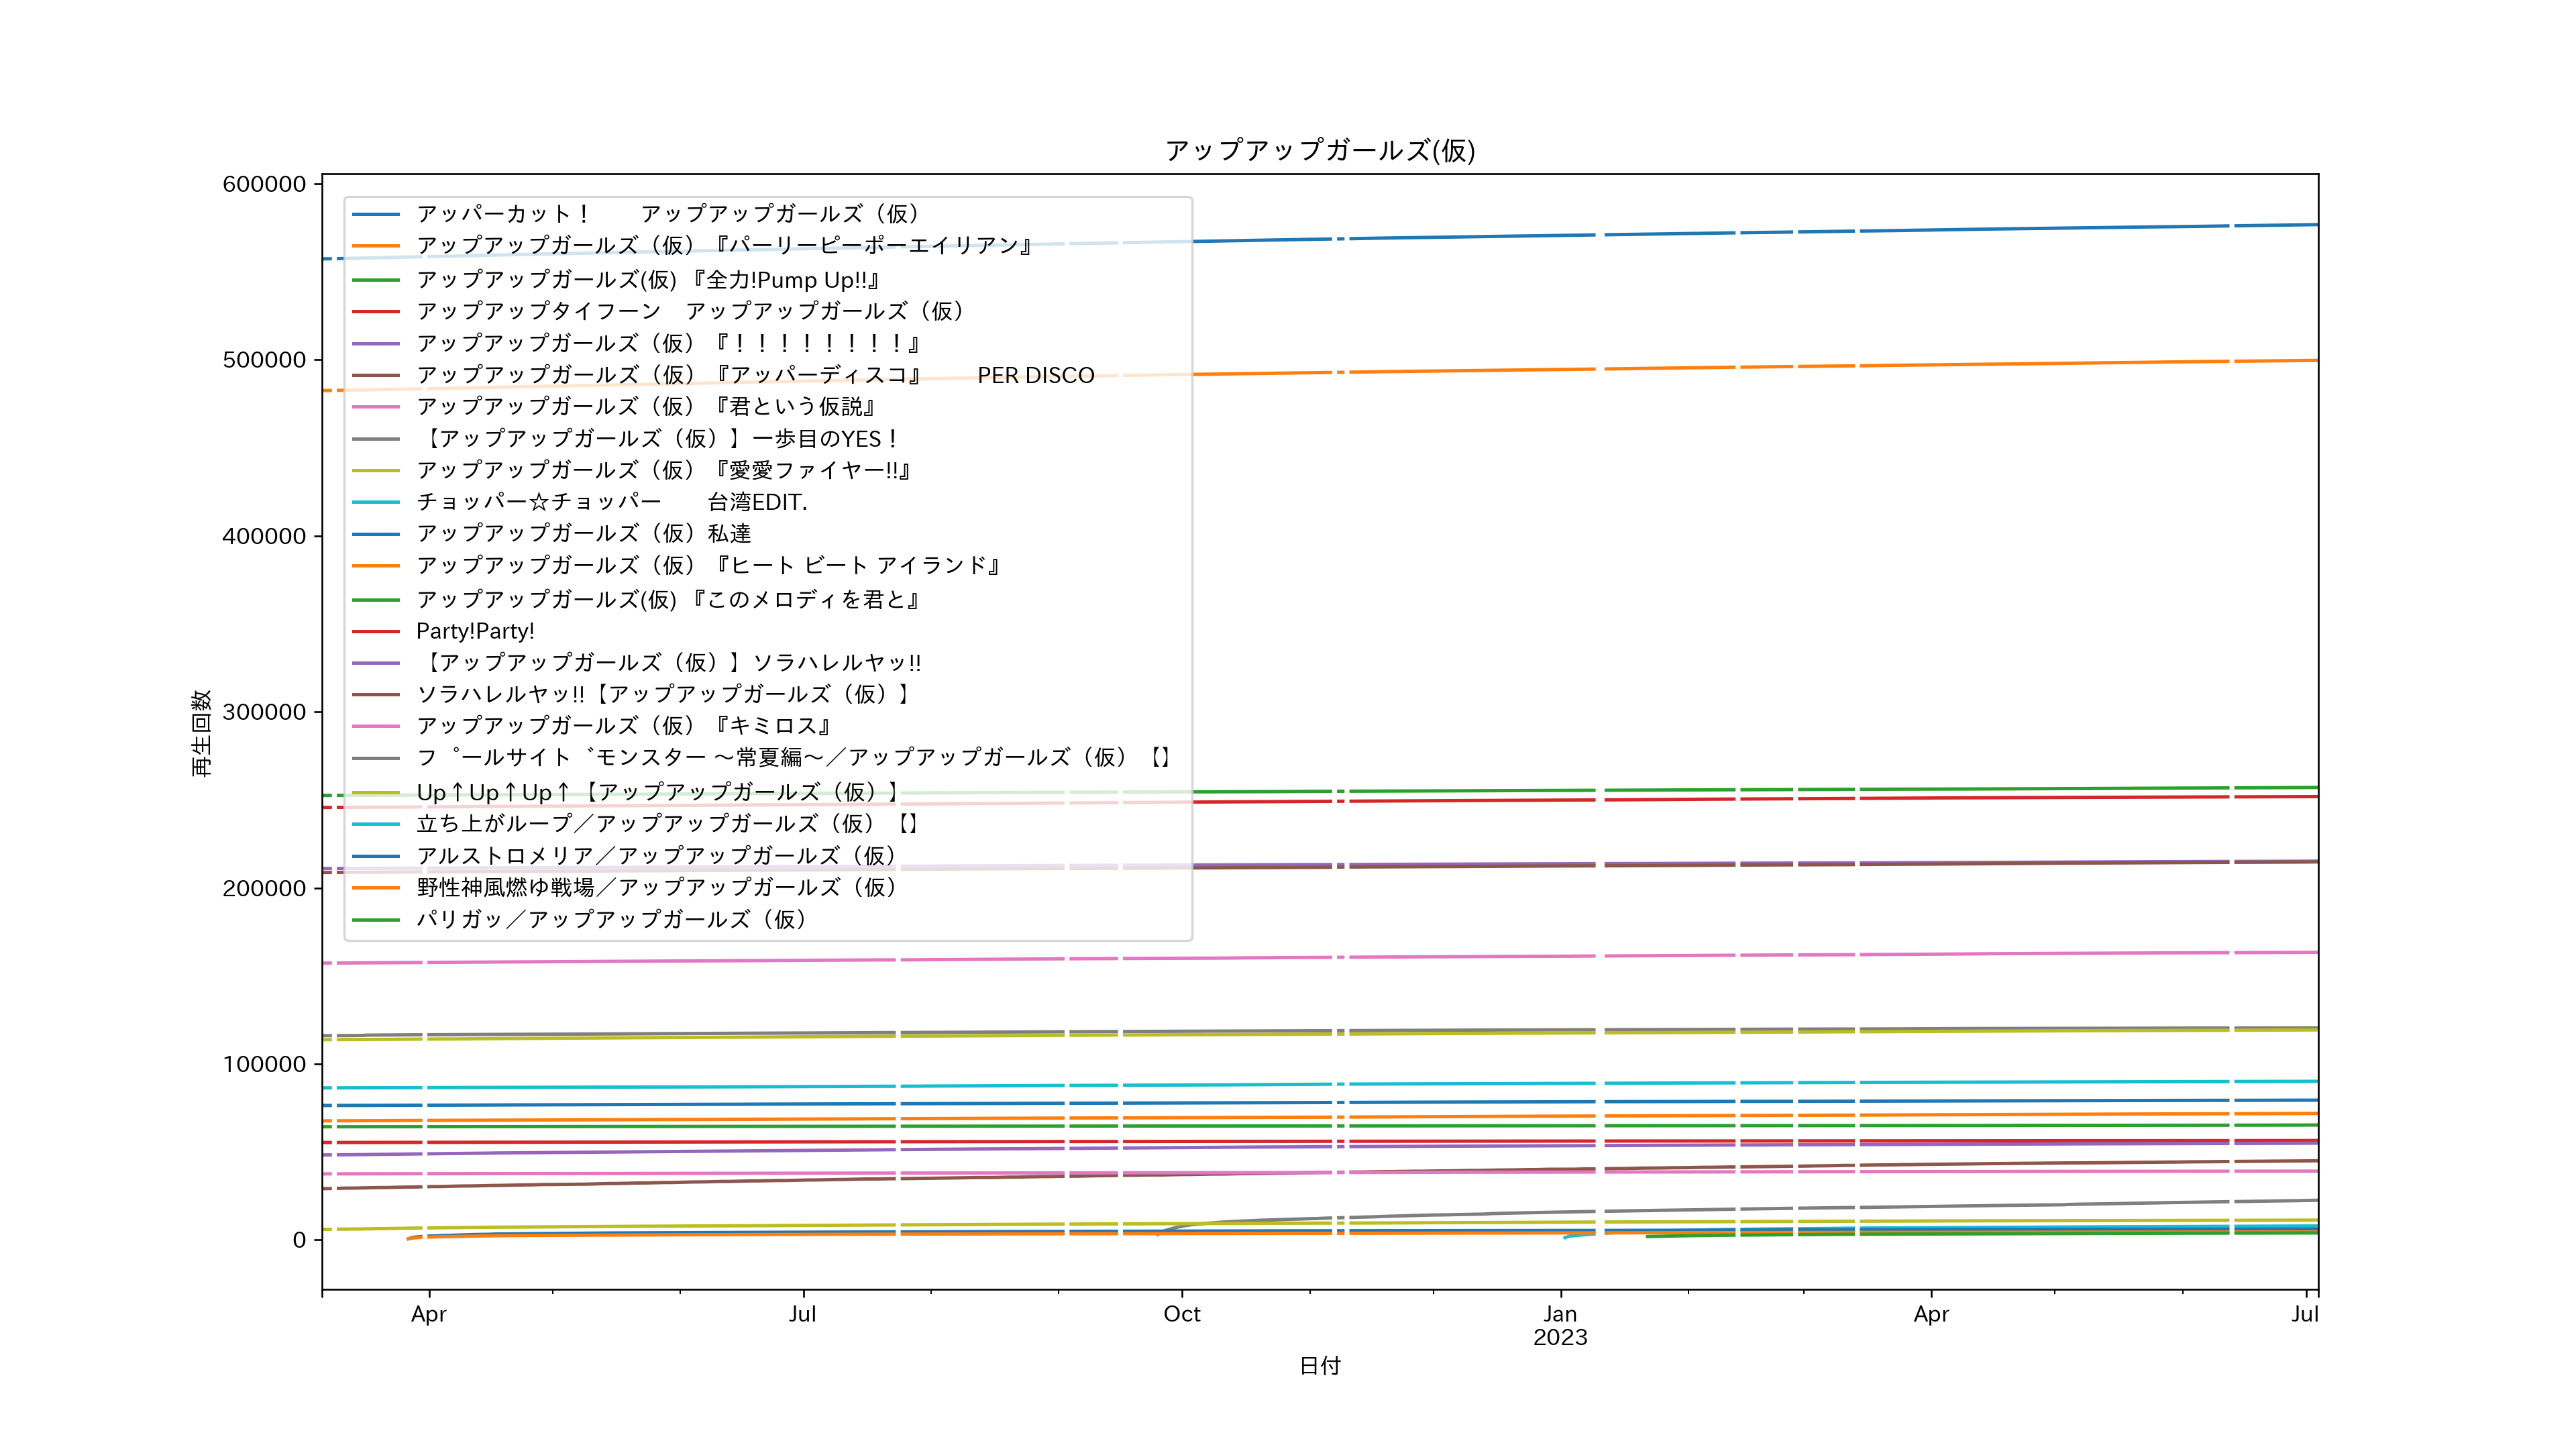 アップアップガールズ(仮)
600000
500000
400000
300000
200000
100000
0
再生回数
アッパーカット！　　アップアップガールズ（仮）
アップアップガールズ（仮）『パーリーピーポーエイリアン』
アップアップガールズ(仮) 『全力!Pump Up!!』
アップアップタイフーン　アップアップガールズ（仮）
アップアップガールズ（仮）『！！！！！！！！』
アップアップガールズ（仮）『アッパーディスコ』　　PER DISCO
アップアップガールズ（仮）『君という仮説』
【アップアップガールズ（仮）】一歩目のYES！
アップアップガールズ（仮）『愛愛ファイヤー!!』
チョッパー☆チョッパー　　台湾EDIT.
アップアップガールズ（仮）私達
アップアップガールズ（仮）『ヒート ビート アイランド』
アップアップガールズ(仮) 『このメロディを君と』
Party!Party!
【アップアップガールズ（仮）】ソラハレルヤッ!!
ソラハレルヤッ!!【アップアップガールズ（仮）】
アップアップガールズ（仮）『キミロス』
フ゜ールサイト゛モンスター 〜常夏編〜／アップアップガールズ（仮）【】
Up↑Up↑Up↑【アップアップガールズ（仮）】
立ち上がループ／アップアップガールズ（仮）【】
アルストロメリア／アップアップガールズ（仮）
野性神風燃ゆ戦場／アップアップガールズ（仮）
パリガッ／アップアップガールズ（仮）
Apr
Jul
Oct
Jan
2023
Apr
Jul
日付